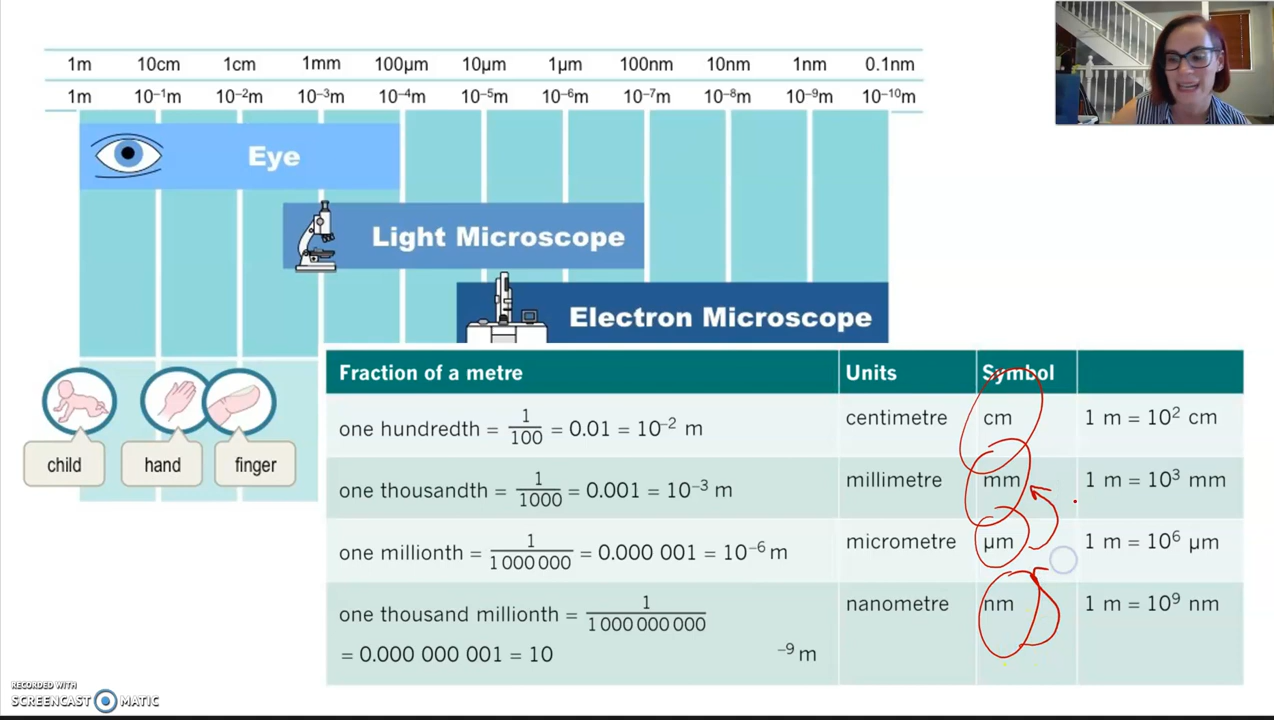 1m 10cm 1cm 1mm 100µm 10µm 1µm 100nm 10nm 1nm 0.1nm
1m 10⁻¹m 10⁻²m 10⁻³m 10⁻⁴m 10⁻⁵m 10⁻⁶m 10⁻⁷m 10⁻⁸m 10⁻⁹m 10⁻¹⁰m
Eye
Light Microscope
Electron Microscope
child hand finger
Fraction of a metre Units Symbol
one hundredth = 1/100 = 0.01 = 10⁻² m centimetre cm 1 m = 10² cm
one thousandth = 1/1000 = 0.001 = 10⁻³ m millimetre mm 1 m = 10³ mm
one millionth = 1/1 000 000 = 0.000 001 = 10⁻⁶ m micrometre µm 1 m = 10⁶ µm
one thousand millionth = 1/1 000 000 000 nanometre nm 1 m = 10⁹ nm
= 0.000 000 001 = 10 ⁻⁹ m
RECORDED WITH
SCREENCAST MATIC